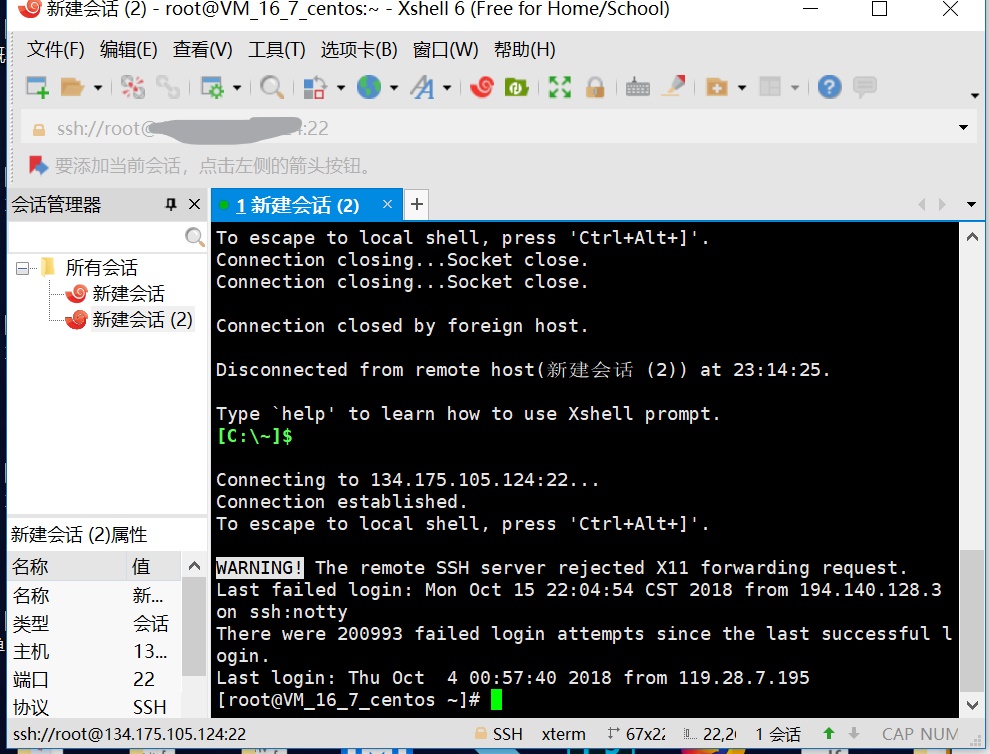 新建会话 (2) - root@VM_16_7_centos:~ - Xshell 6 (Free for Home/School)
文件(F) 编辑(E) 查看(V) 工具(T) 选项卡(B) 窗口(W) 帮助(H)
ssh://root@ :22
要添加当前会话，点击左侧的箭头按钮。
会话管理器
1 新建会话 (2)
所有会话
新建会话
新建会话 (2)
To escape to local shell, press 'Ctrl+Alt+]'.
Connection closing...Socket close.
Connection closing...Socket close.
Connection closed by foreign host.
Disconnected from remote host(新建会话 (2)) at 23:14:25.
Type `help' to learn how to use Xshell prompt.
[C:\~]$
Connecting to 134.175.105.124:22...
Connection established.
To escape to local shell, press 'Ctrl+Alt+]'.
WARNING! The remote SSH server rejected X11 forwarding request.
Last failed login: Mon Oct 15 22:04:54 CST 2018 from 194.140.128.3
on ssh:notty
There were 200993 failed login attempts since the last successful l
ogin.
Last login: Thu Oct  4 00:57:40 2018 from 119.28.7.195
[root@VM_16_7_centos ~]#
新建会话 (2)属性
名称 值
名称 新...
类型 会话
主机 13...
端口 22
协议 SSH
ssh://root@134.175.105.124:22 SSH xterm 67x22 22,26 1 会话 CAP NUM